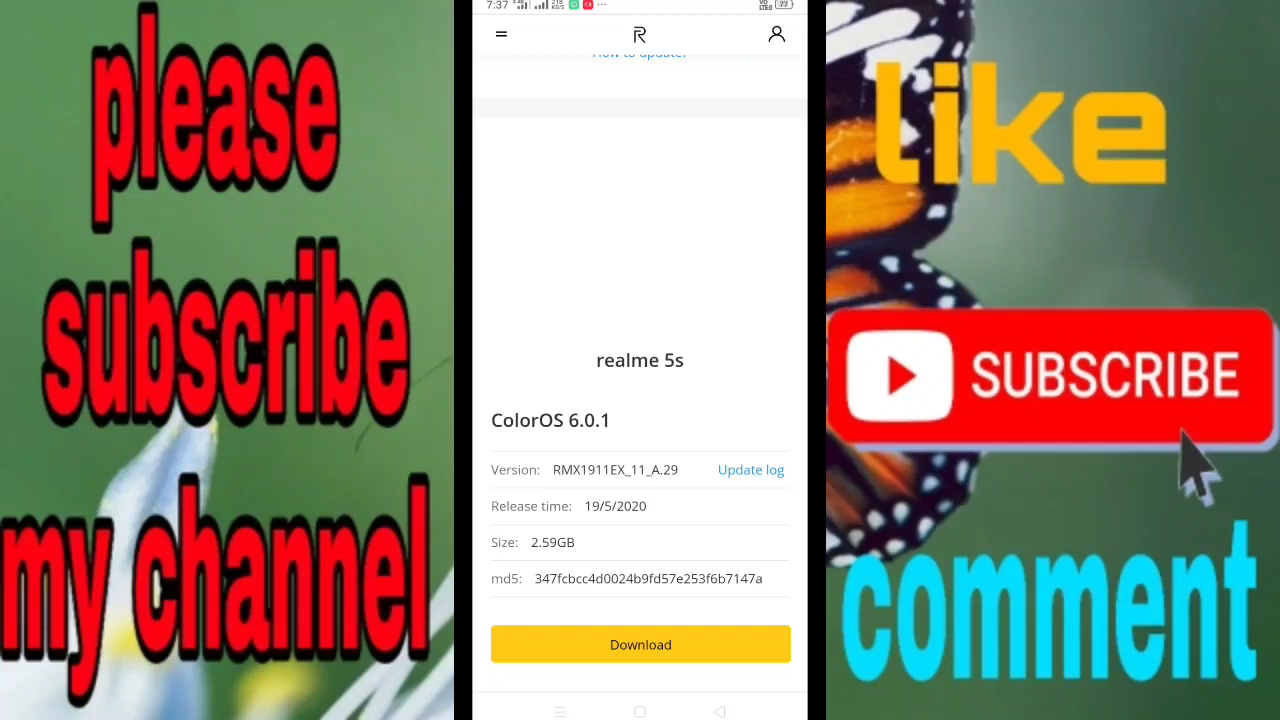 please
subscribe
my channel
7:37
77
How to update?
realme 5s
ColorOS 6.0.1
Version: RMX1911EX_11_A.29 Update log
Release time: 19/5/2020
Size: 2.59GB
md5: 347fcbcc4d0024b9fd57e253f6b7147a
Download
like
SUBSCRIBE
comment